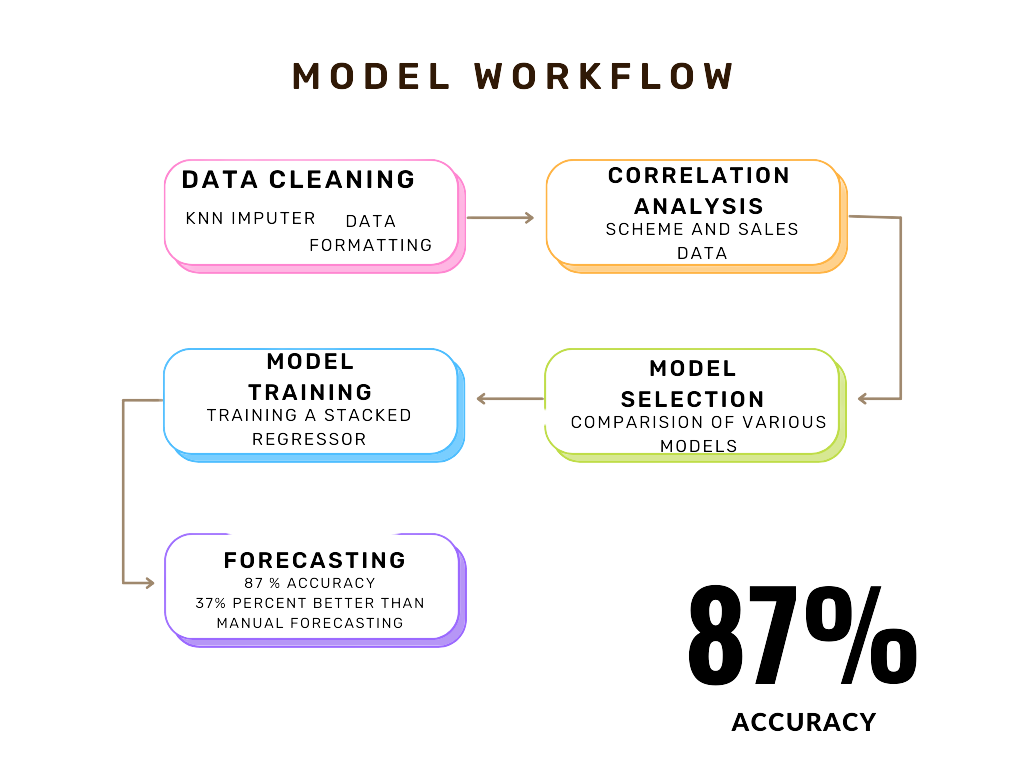 MODEL WORKFLOW
DATA CLEANING
KNN IMPUTER
DATA
FORMATTING
CORRELATION
ANALYSIS
SCHEME AND SALES
DATA
MODEL
SELECTION
COMPARISION OF VARIOUS
MODELS
MODEL
TRAINING
TRAINING A STACKED
REGRESSOR
FORECASTING
87 % ACCURACY
37% PERCENT BETTER THAN
MANUAL FORECASTING
87%
ACCURACY